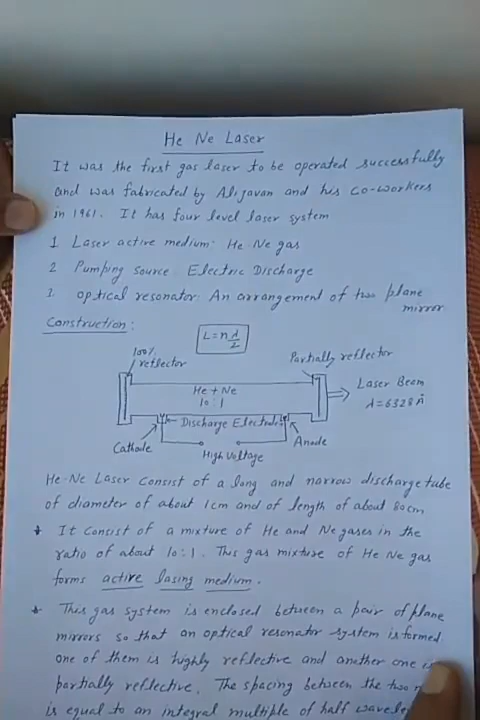 He Ne Laser
It was the first gas laser to be operated successfully
and was fabricated by Ali Javan and his co-workers
in 1961. It has four level laser system.
1 Laser active medium: He Ne gas
2 Pumping Source: Electric Discharge
3 optical resonator: An arrangement of two plane
mirror
Construction:
L = nλ/2
100%
reflector
Partially reflector
He + Ne
10:1
Laser Beam
λ = 6328 Å
Discharge Electrode
Cathode
Anode
High Voltage
He-Ne Laser consist of a long and narrow discharge tube
of diameter of about 1cm and of length of about 80cm
* It consist of a mixture of He and Ne gases in the
ratio of about 10:1. This gas mixture of He Ne gas
forms active lasing medium.
* This gas system is enclosed between a pair of plane
mirrors so that an optical resonator system is formed.
one of them is highly reflective and another one is
partially reflective. The spacing between the two
is equal to an integral multiple of half